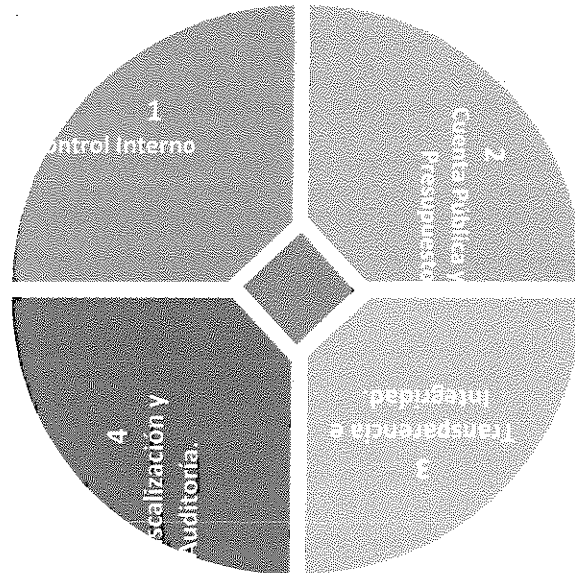 1
ontrol Interno
2
Cuenta Pública y
Presupuesto
3
Transparencia e
Integridad
4
scalización y
Auditoría.